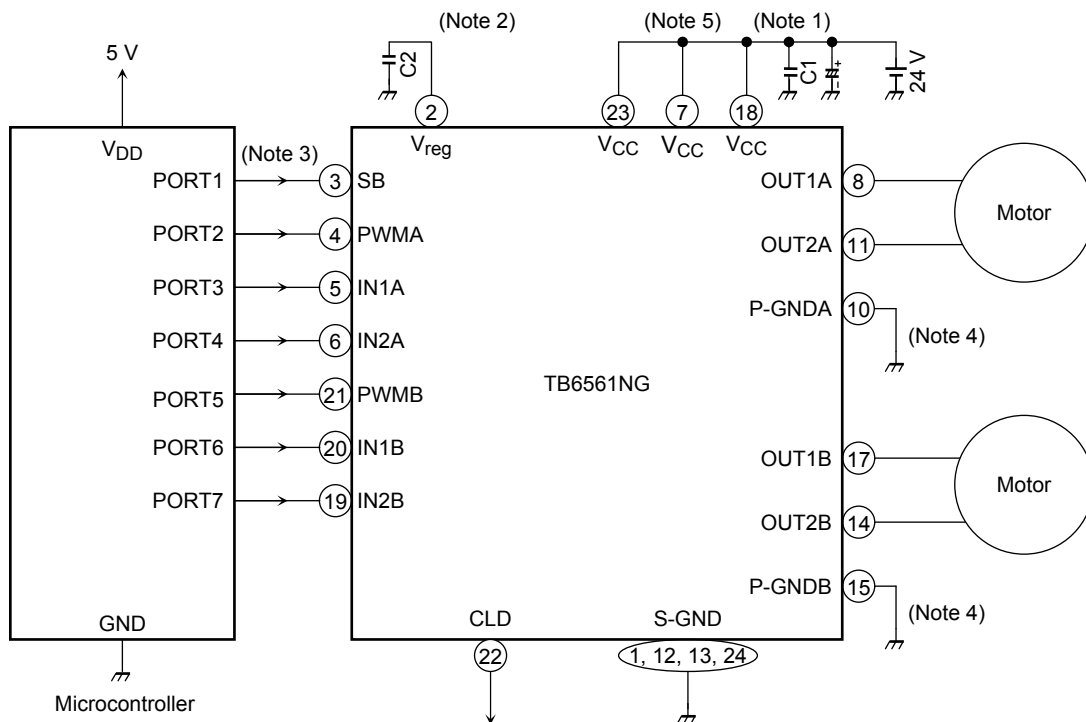 (Note 2)
(Note 5)
(Note 1)
5 V
C2
C1
+
−
24 V
2
23
7
18
VDD
Vreg
VCC
VCC
VCC
(Note 3)
PORT1
3
SB
OUT1A
8
Motor
PORT2
4
PWMA
OUT2A
11
PORT3
5
IN1A
P-GNDA
10
(Note 4)
PORT4
6
IN2A
TB6561NG
PORT5
21
PWMB
PORT6
20
IN1B
OUT1B
17
Motor
PORT7
19
IN2B
OUT2B
14
P-GNDB
15
(Note 4)
GND
CLD
S-GND
22
1, 12, 13, 24
Microcontroller